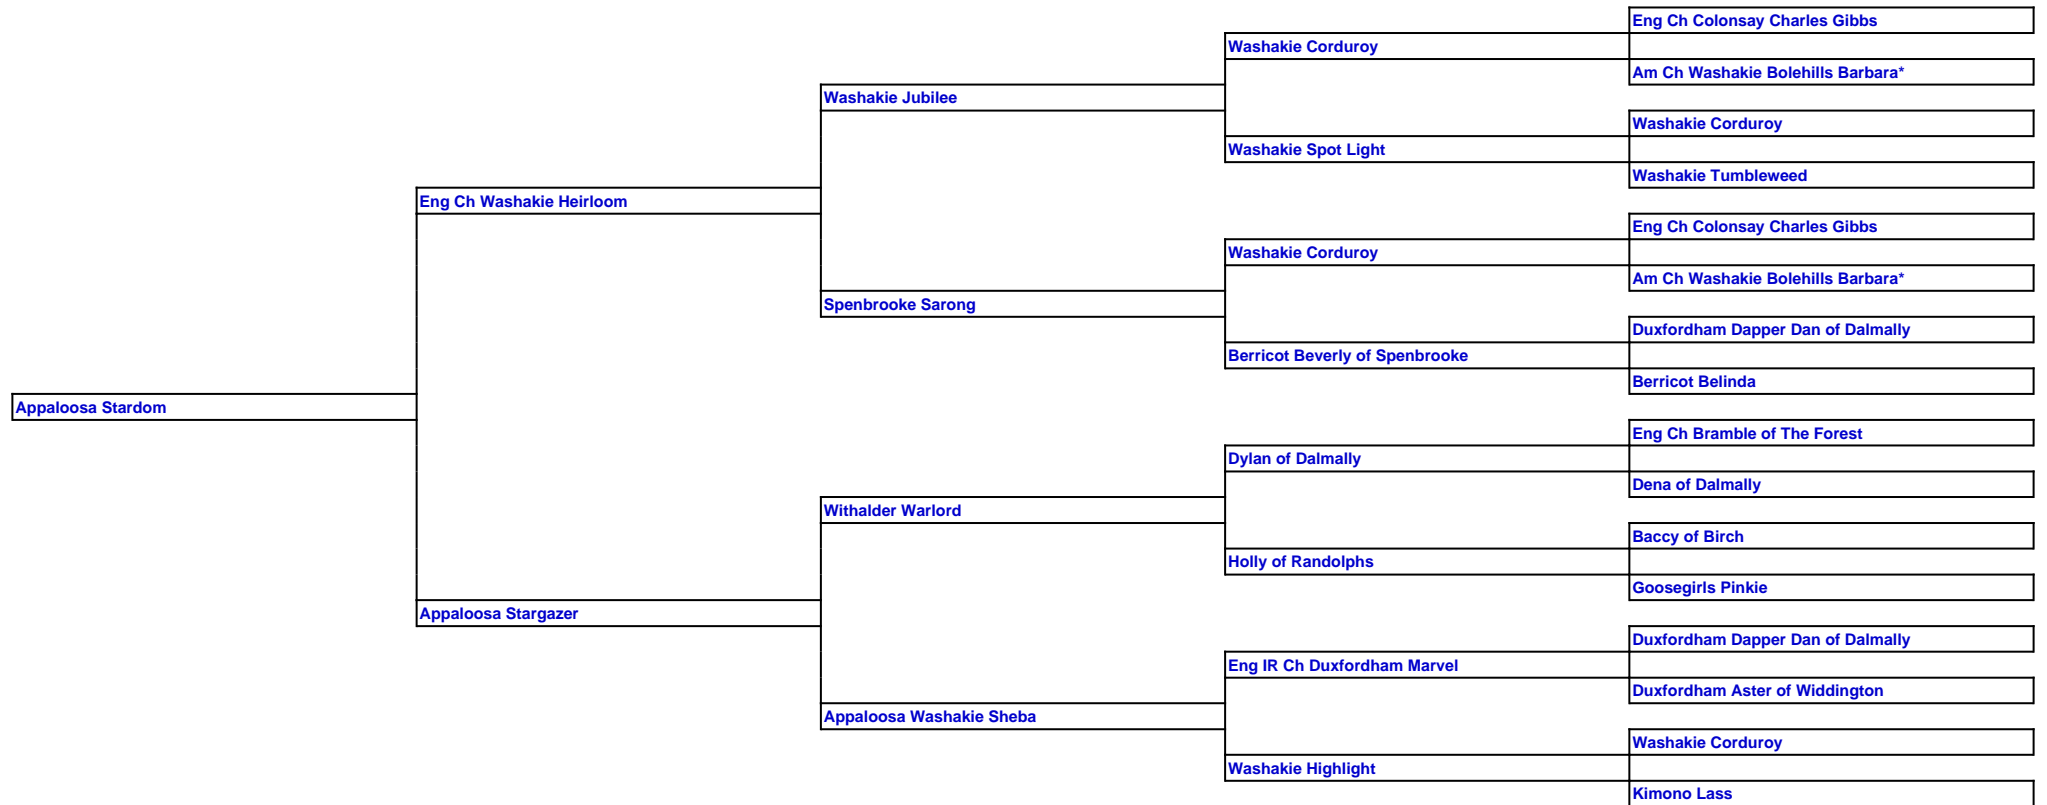 Eng Ch Colonsay Charles Gibbs
Washakie Corduroy
Am Ch Washakie Bolehills Barbara*
Washakie Jubilee
Washakie Corduroy
Washakie Spot Light
Washakie Tumbleweed
Eng Ch Washakie Heirloom
Eng Ch Colonsay Charles Gibbs
Washakie Corduroy
Am Ch Washakie Bolehills Barbara*
Spenbrooke Sarong
Duxfordham Dapper Dan of Dalmally
Berricot Beverly of Spenbrooke
Berricot Belinda
Appaloosa Stardom
Eng Ch Bramble of The Forest
Dylan of Dalmally
Dena of Dalmally
Withalder Warlord
Baccy of Birch
Holly of Randolphs
Goosegirls Pinkie
Appaloosa Stargazer
Duxfordham Dapper Dan of Dalmally
Eng IR Ch Duxfordham Marvel
Duxfordham Aster of Widdington
Appaloosa Washakie Sheba
Washakie Corduroy
Washakie Highlight
Kimono Lass